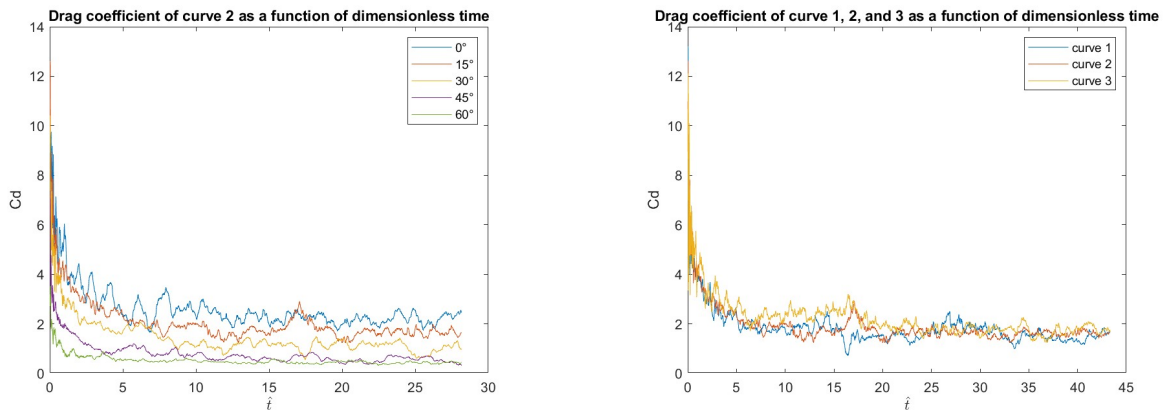 Drag coefficient of curve 2 as a function of dimensionless time
14
12
10
8
6
4
2
0
Cd
0 5 10 15 20 25 30
t̂
0°
15°
30°
45°
60°
Drag coefficient of curve 1, 2, and 3 as a function of dimensionless time
14
12
10
8
6
4
2
0
Cd
0 5 10 15 20 25 30 35 40 45
t̂
curve 1
curve 2
curve 3